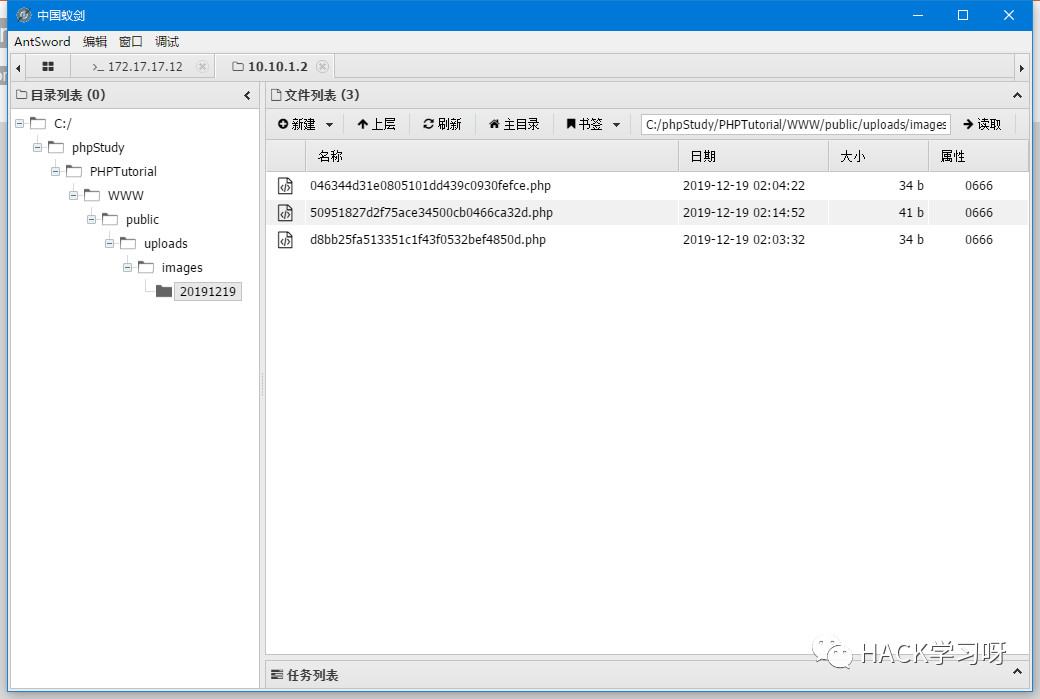 中国蚁剑
AntSword 编辑 窗口 调试
>_ 172.17.17.12 10.10.1.2
目录列表 (0)
文件列表 (3)
新建 上层 刷新 主目录 书签 C:/phpStudy/PHPTutorial/WWW/public/uploads/images 读取
名称 日期 大小 属性
C:/
phpStudy
PHPTutorial
WWW
public
uploads
images
20191219
046344d31e0805101dd439c0930fefce.php 2019-12-19 02:04:22 34 b 0666
50951827d2f75ace34500cb0466ca32d.php 2019-12-19 02:14:52 41 b 0666
d8bb25fa513351c1f43f0532bef4850d.php 2019-12-19 02:03:32 34 b 0666
HACK学习呀
任务列表